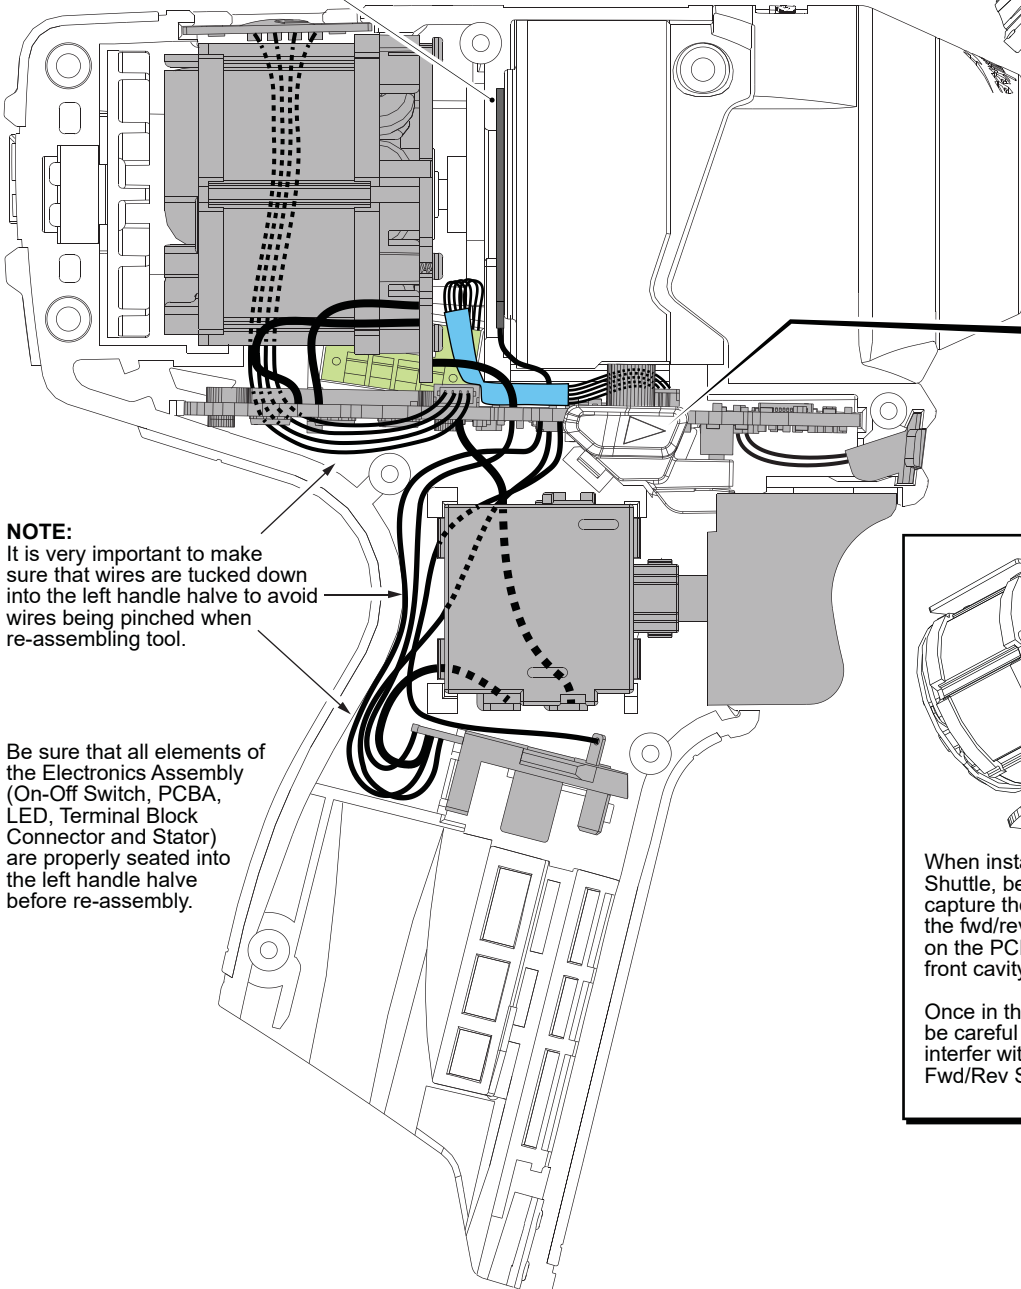 NOTE:
It is very important to make
sure that wires are tucked down
into the left handle halve to avoid
wires being pinched when
re-assembling tool.
Be sure that all elements of
the Electronics Assembly
(On-Off Switch, PCBA,
LED, Terminal Block
Connector and Stator)
are properly seated into
the left handle halve
before re-assembly.
When insta
Shuttle, be
capture the
the fwd/rev
on the PC
front cavity
Once in th
be careful
interfer wit
Fwd/Rev S